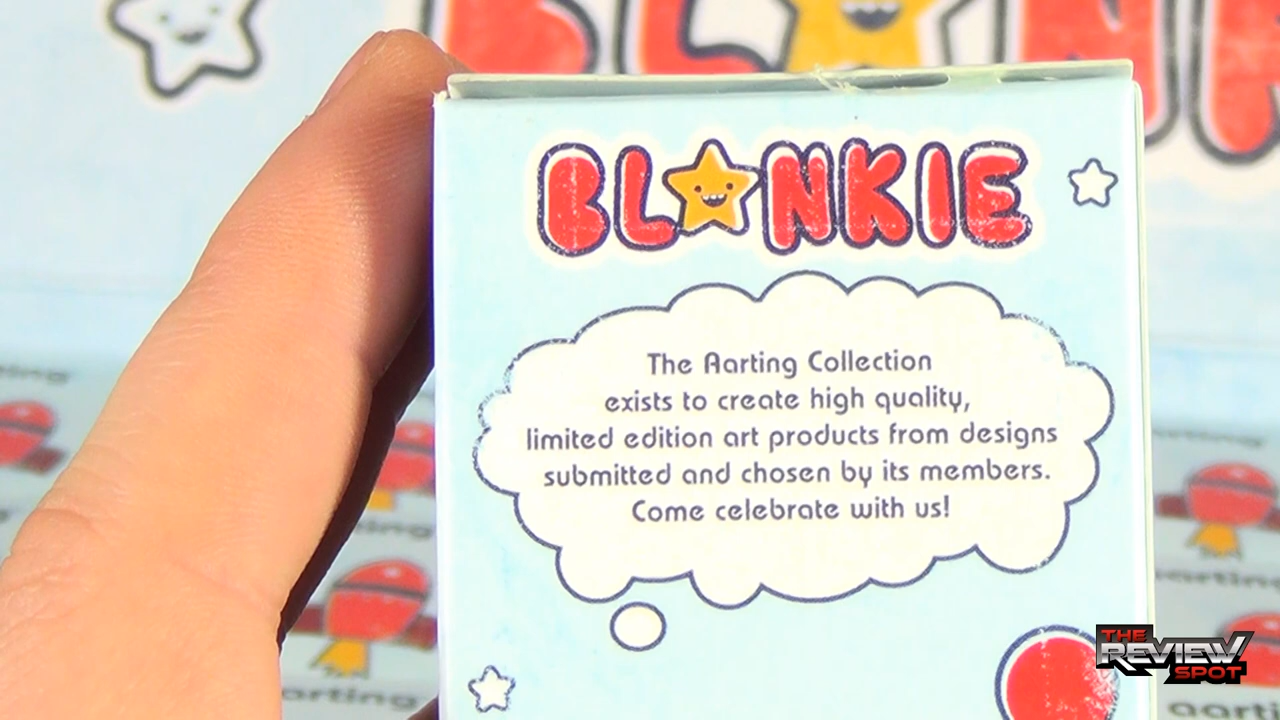 BLANKIE
The Aarting Collection
exists to create high quality,
limited edition art products from designs
submitted and chosen by its members.
Come celebrate with us!
THE
REVIEW
SPOT
aarting